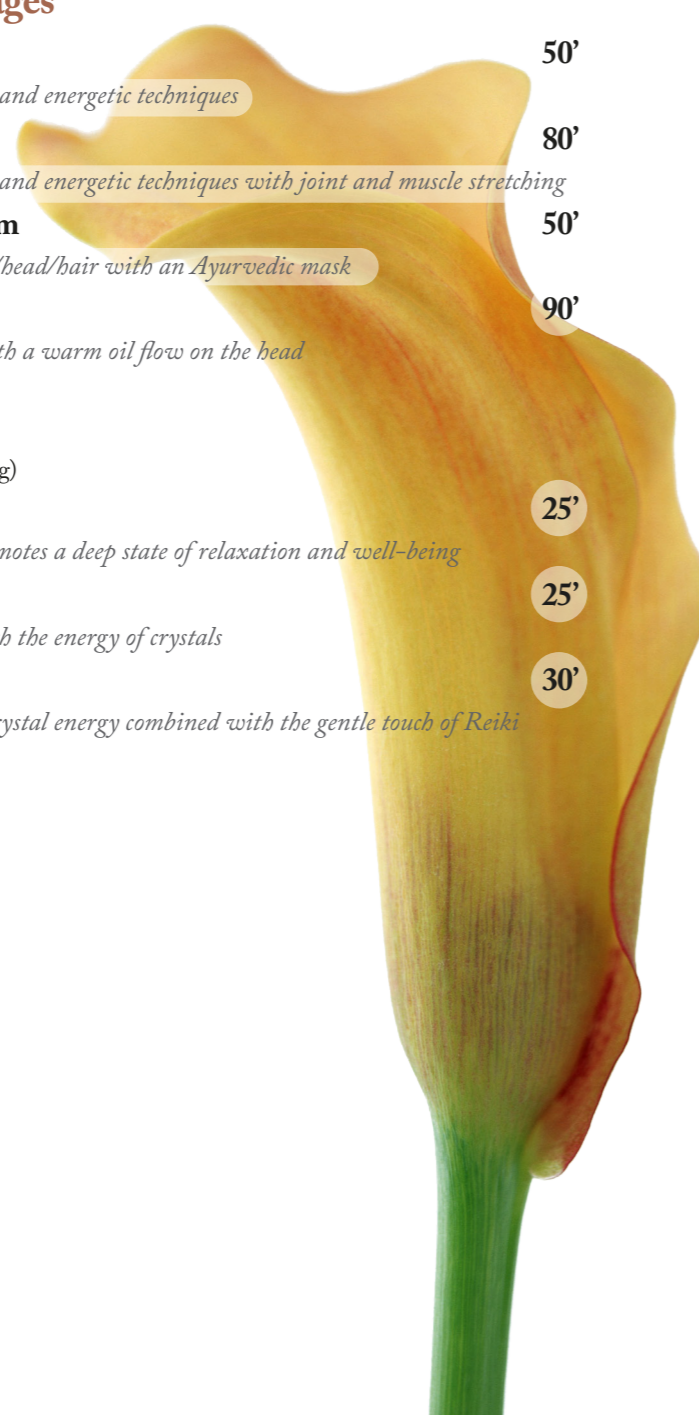 ages
50’
and energetic techniques
80’
and energetic techniques with joint and muscle stretching
m 50’
/head/hair with an Ayurvedic mask
90’
th a warm oil flow on the head
g)
25’
motes a deep state of relaxation and well-being
25’
h the energy of crystals
30’
rystal energy combined with the gentle touch of Reiki